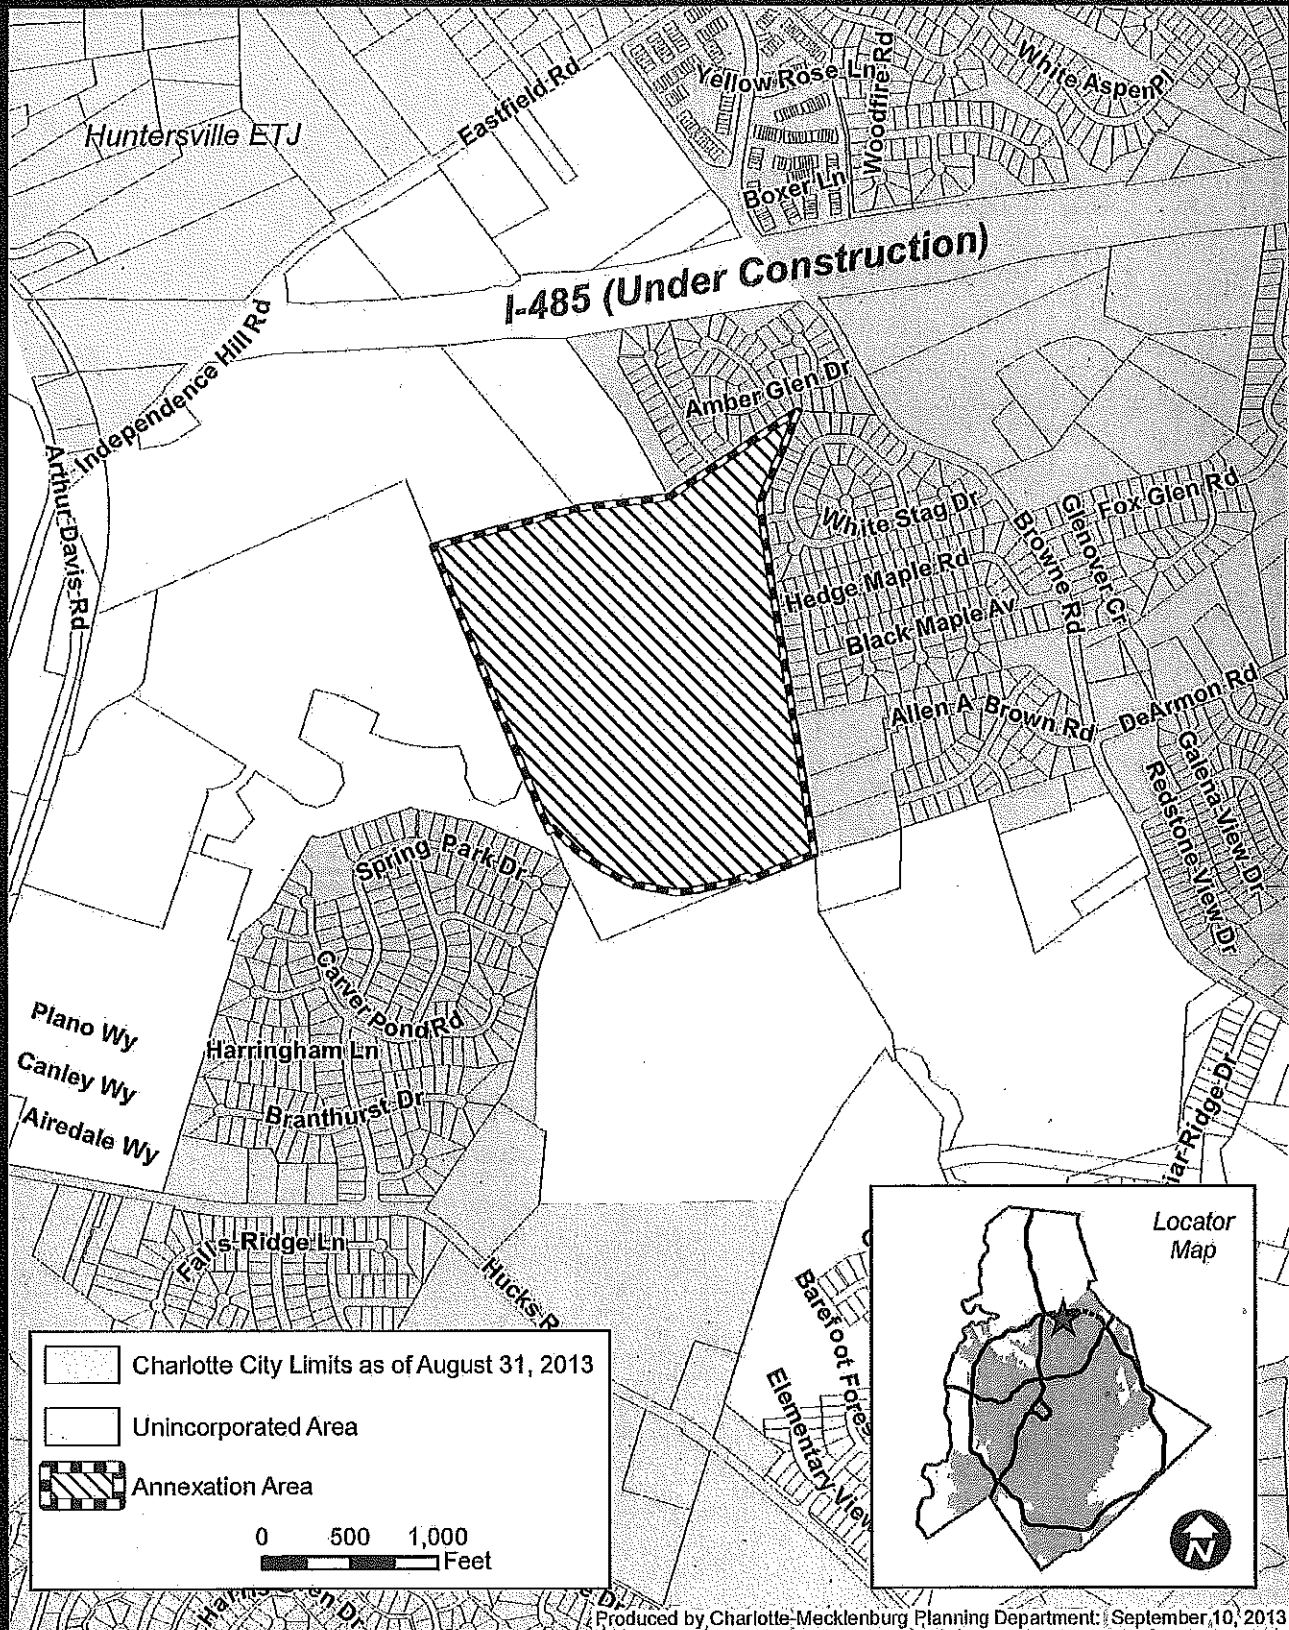 Yellow Rose Ln
Woodfire Rd
White Aspen Pl
Huntersville ETJ
Eastfield Rd
Boxer Ln
I-485 (Under Construction)
Independence Hill Rd
Amber Glen Dr
Arthur Davis Rd
White Stag Dr
Fox Glen Rd
Glenover Cr
Browne Rd
Hedge Maple Rd
Black Maple Av
Allen A Brown Rd
DeArmon Rd
Galena View Dr
Redstone View Dr
Spring Park Dr
Carver Pond Rd
Plano Wy
Canley Wy
Airedale Wy
Harringham Ln
Branthurst Dr
Falls Ridge Ln
Hucks R
Ridge Dr
Barefoot Fores
Elementary View
Locator
Map
N
Charlotte City Limits as of August 31, 2013
Unincorporated Area
Annexation Area
0 500 1,000
Feet
Dr
Produced by Charlotte-Mecklenburg Planning Department: September 10, 2013